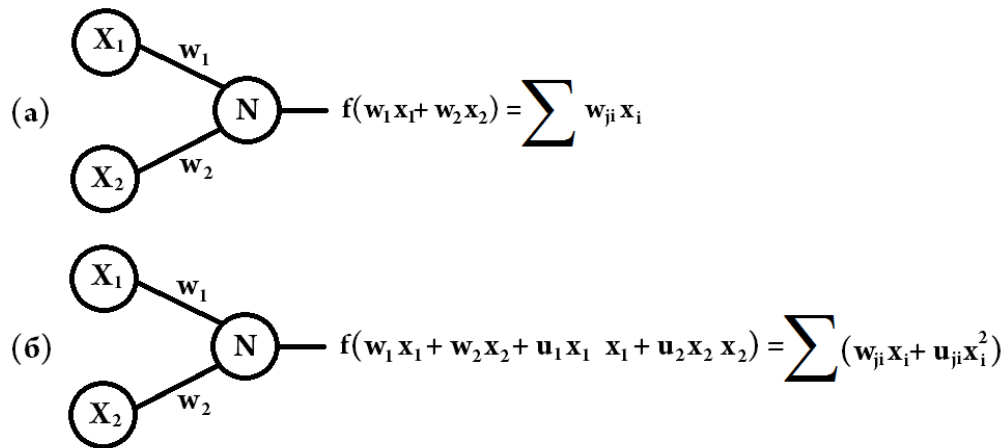 X₁
w₁
(а) N f(w₁x₁+ w₂x₂) = ∑ wⱼᵢxᵢ
w₂
X₂
X₁
w₁
(б) N f(w₁x₁+ w₂x₂+ u₁x₁ x₁+ u₂x₂ x₂) = ∑ (wⱼᵢxᵢ+ uⱼᵢxᵢ²)
w₂
X₂